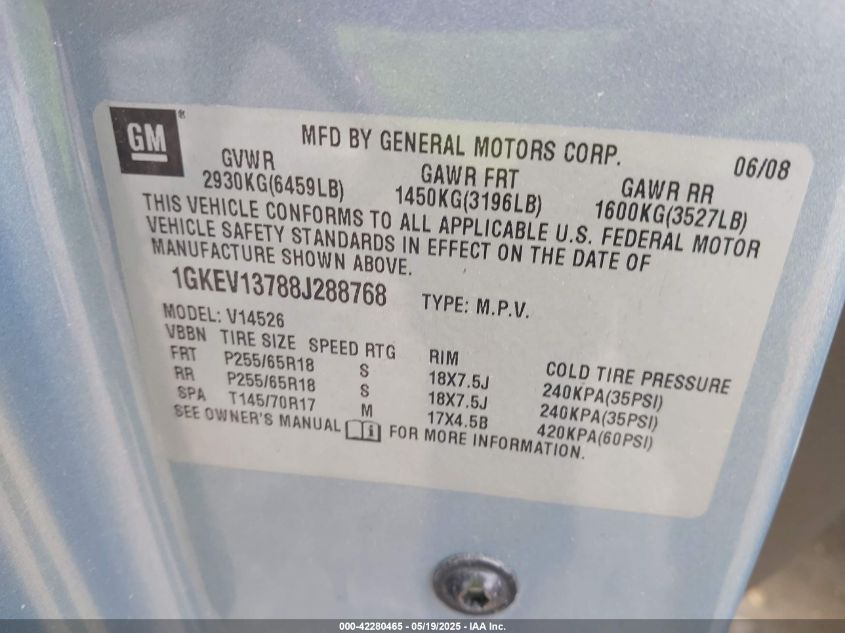 GM ®
MFD BY GENERAL MOTORS CORP. 06/08
GVWR GAWR FRT GAWR RR
2930KG(6459LB) 1450KG(3196LB) 1600KG(3527LB)
THIS VEHICLE CONFORMS TO ALL APPLICABLE U.S. FEDERAL MOTOR
VEHICLE SAFETY STANDARDS IN EFFECT ON THE DATE OF
MANUFACTURE SHOWN ABOVE.
1GKEV13788J288768 TYPE: M.P.V.
MODEL: V14526
VBBN TIRE SIZE SPEED RTG RIM COLD TIRE PRESSURE
FRT P255/65R18 S 18X7.5J 240KPA(35PSI)
RR P255/65R18 S 18X7.5J 240KPA(35PSI)
SPA T145/70R17 M 17X4.5B 420KPA(60PSI)
SEE OWNER'S MANUAL i FOR MORE INFORMATION.
000-42280465 - 05/19/2025 - IAA Inc.